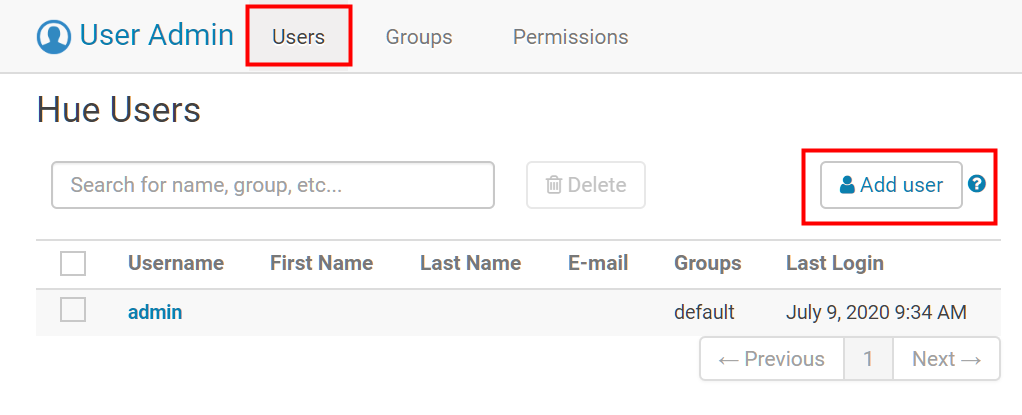 User Admin Users Groups Permissions
Hue Users
Search for name, group, etc... Delete Add user ?
Username First Name Last Name E-mail Groups Last Login
admin default July 9, 2020 9:34 AM
← Previous 1 Next →